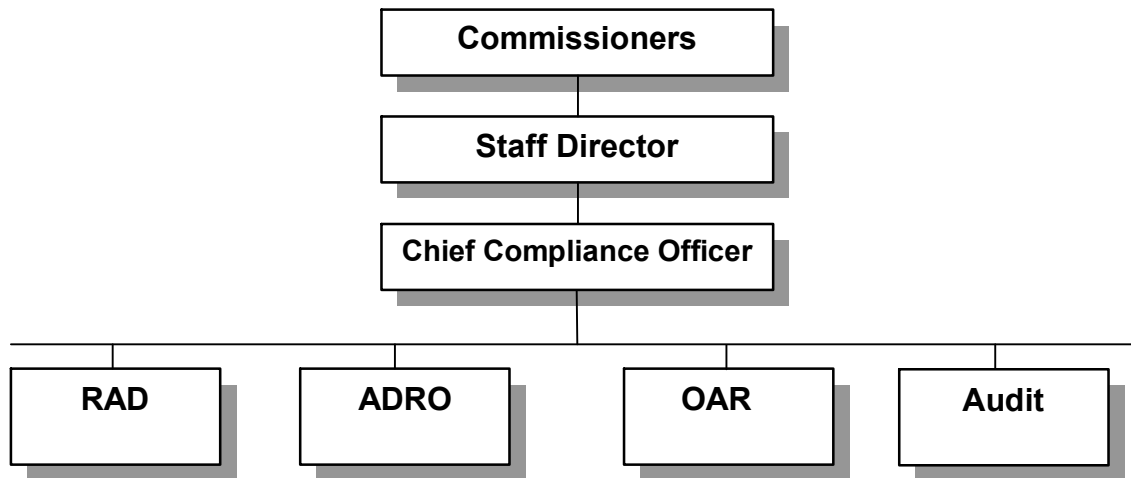 Commissioners
Staff Director
Chief Compliance Officer
RAD
ADRO
OAR
Audit